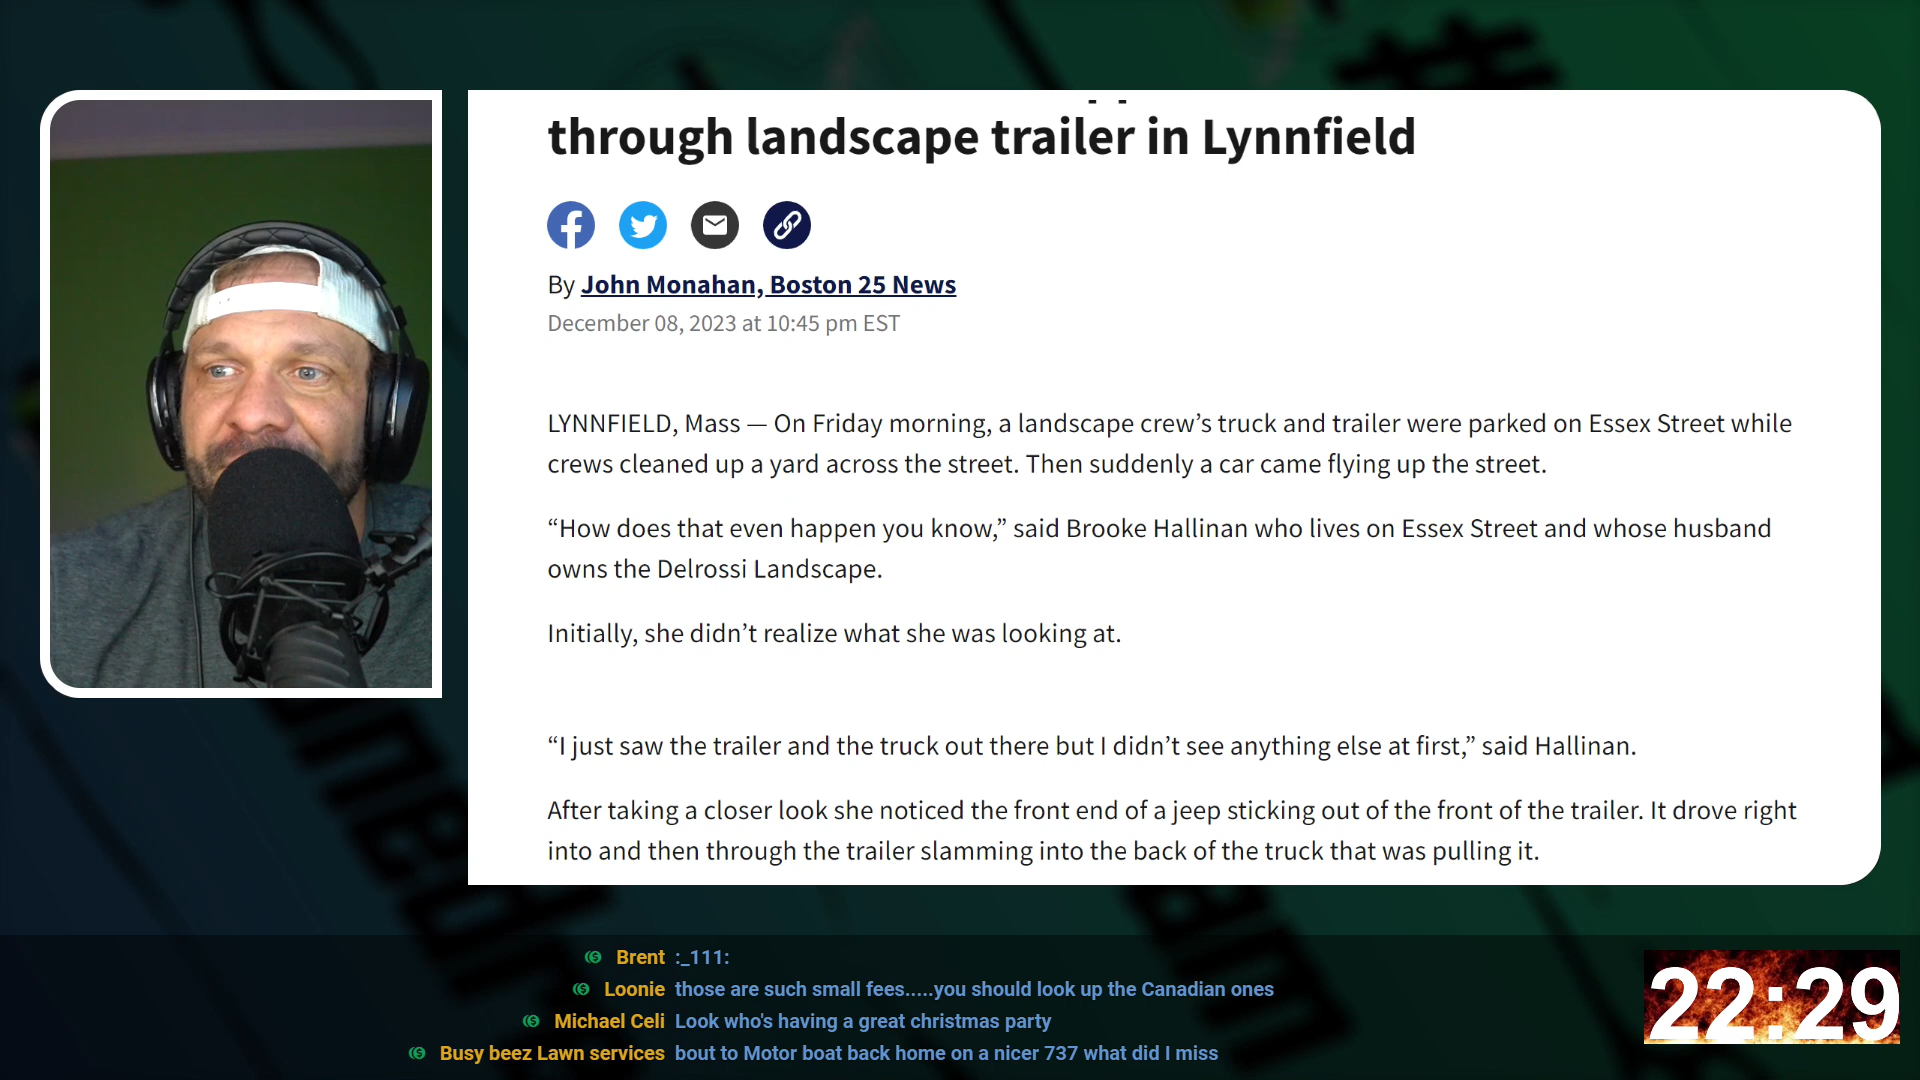 through landscape trailer in Lynnfield
By John Monahan, Boston 25 News
December 08, 2023 at 10:45 pm EST
LYNNFIELD, Mass — On Friday morning, a landscape crew’s truck and trailer were parked on Essex Street while
crews cleaned up a yard across the street. Then suddenly a car came flying up the street.
“How does that even happen you know,” said Brooke Hallinan who lives on Essex Street and whose husband
owns the Delrossi Landscape.
Initially, she didn’t realize what she was looking at.
“I just saw the trailer and the truck out there but I didn’t see anything else at first,” said Hallinan.
After taking a closer look she noticed the front end of a jeep sticking out of the front of the trailer. It drove right
into and then through the trailer slamming into the back of the truck that was pulling it.
Brent :_111:
Loonie those are such small fees.....you should look up the Canadian ones
Michael Celi Look who's having a great christmas party
Busy beez Lawn services bout to Motor boat back home on a nicer 737 what did I miss
22:29